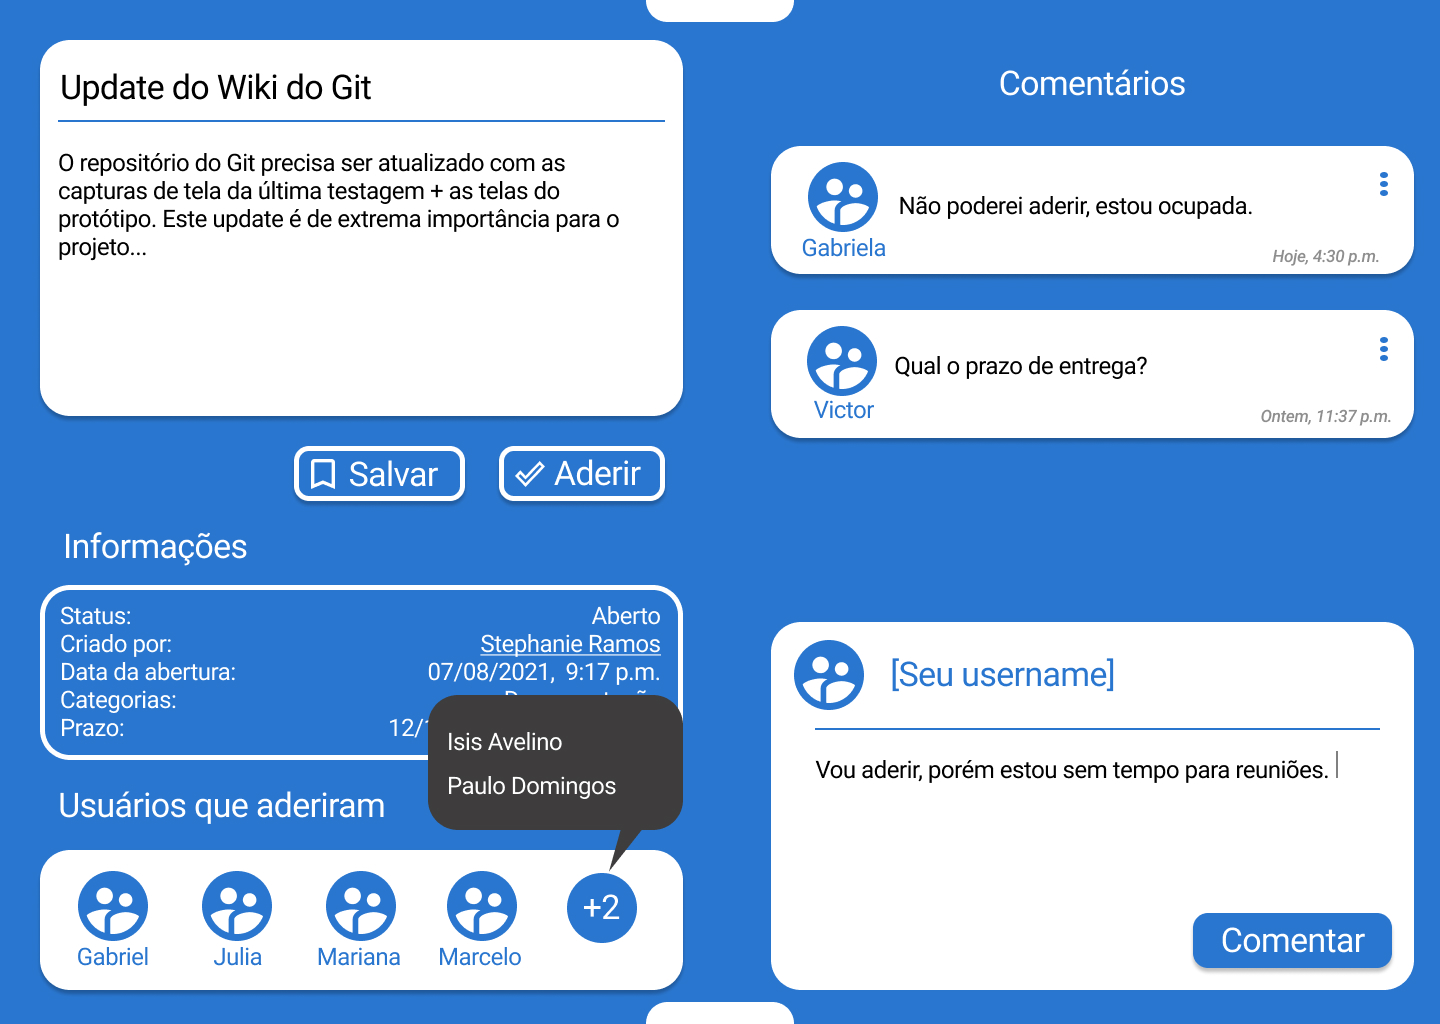 Update do Wiki do Git
O repositório do Git precisa ser atualizado com as
capturas de tela da última testagem + as telas do
protótipo. Este update é de extrema importância para o
projeto...
Salvar
Aderir
Informações
Status: Aberto
Criado por: Stephanie Ramos
Data da abertura: 07/08/2021, 9:17 p.m.
Categorias:
Prazo: 12/
Isis Avelino
Paulo Domingos
Usuários que aderiram
+2
Gabriel Julia Mariana Marcelo
Comentários
Não poderei aderir, estou ocupada.
Gabriela
Hoje, 4:30 p.m.
Qual o prazo de entrega?
Victor
Ontem, 11:37 p.m.
[Seu username]
Vou aderir, porém estou sem tempo para reuniões.
Comentar